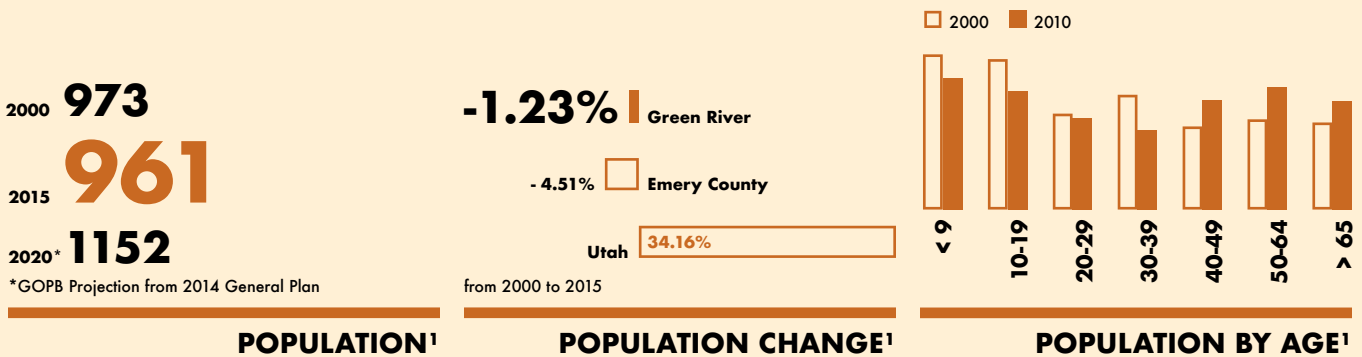 2000 973
2015 961
2020* 1152
*GOPB Projection from 2014 General Plan
POPULATION¹
-1.23% Green River
- 4.51% Emery County
Utah 34.16%
from 2000 to 2015
POPULATION CHANGE¹
2000 2010
< 9
10-19
20-29
30-39
40-49
50-64
> 65
POPULATION BY AGE¹